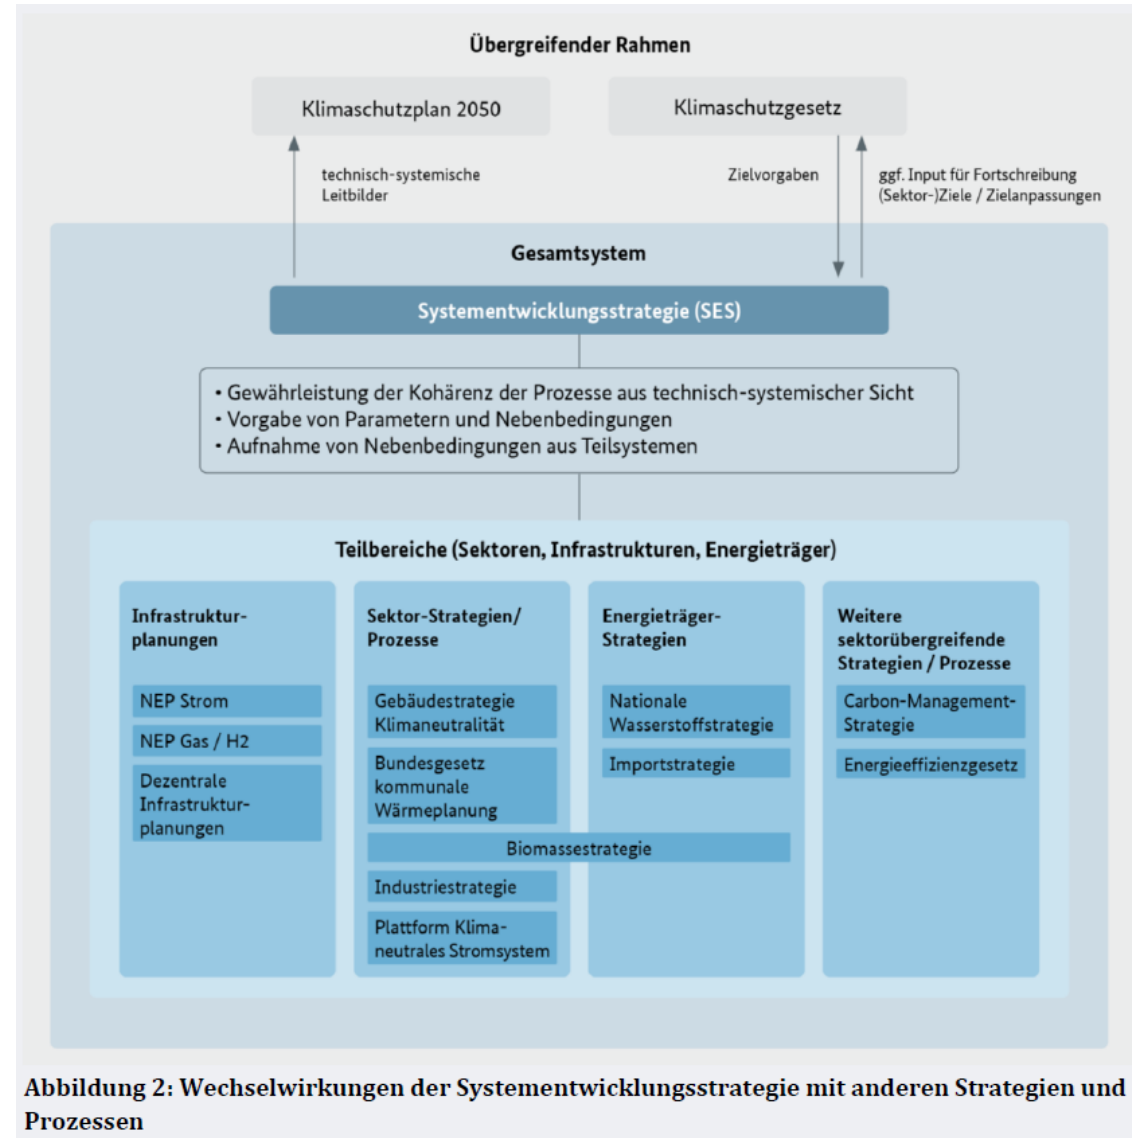 Übergreifender Rahmen
Klimaschutzplan 2050
Klimaschutzgesetz
technisch-systemische
Leitbilder
Zielvorgaben
ggf. Input für Fortschreibung
(Sektor-)Ziele / Zielanpassungen
Gesamtsystem
Systementwicklungsstrategie (SES)
• Gewährleistung der Kohärenz der Prozesse aus technisch-systemischer Sicht
• Vorgabe von Parametern und Nebenbedingungen
• Aufnahme von Nebenbedingungen aus Teilsystemen
Teilbereiche (Sektoren, Infrastrukturen, Energieträger)
Infrastruktur-
planungen
NEP Strom
NEP Gas / H2
Dezentrale
Infrastruktur-
planungen
Sektor-Strategien/
Prozesse
Gebäudestrategie
Klimaneutralität
Bundesgesetz
kommunale
Wärmeplanung
Biomassestrategie
Industriestrategie
Plattform Klima-
neutrales Stromsystem
Energieträger-
Strategien
Nationale
Wasserstoffstrategie
Importstrategie
Weitere
sektorübergreifende
Strategien / Prozesse
Carbon-Management-
Strategie
Energieeffizienzgesetz
Abbildung 2: Wechselwirkungen der Systementwicklungsstrategie mit anderen Strategien und
Prozessen